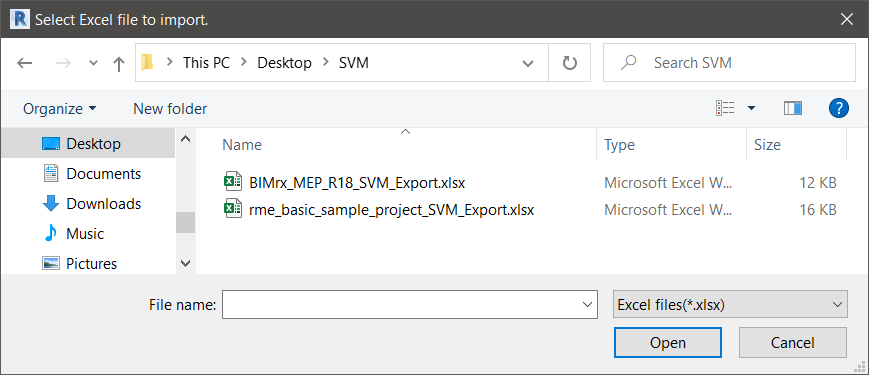 R Select Excel file to import.
This PC > Desktop > SVM
Search SVM
Organize New folder
?
Desktop
Documents
Downloads
Music
Pictures
Name Type Size
BIMrx_MEP_R18_SVM_Export.xlsx Microsoft Excel W... 12 KB
rme_basic_sample_project_SVM_Export.xlsx Microsoft Excel W... 16 KB
File name: Excel files(*.xlsx)
Open Cancel